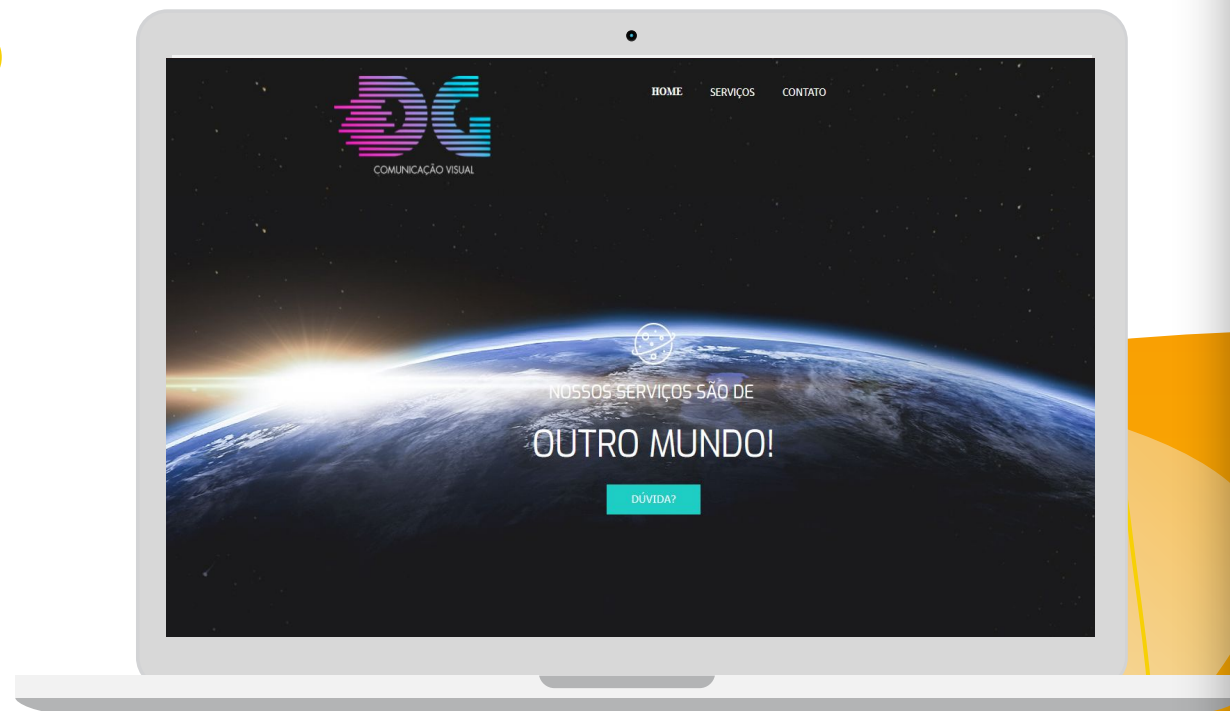 DG
COMUNICAÇÃO VISUAL
HOME SERVIÇOS CONTATO
NOSSOS SERVIÇOS SÃO DE
OUTRO MUNDO!
DÚVIDA?